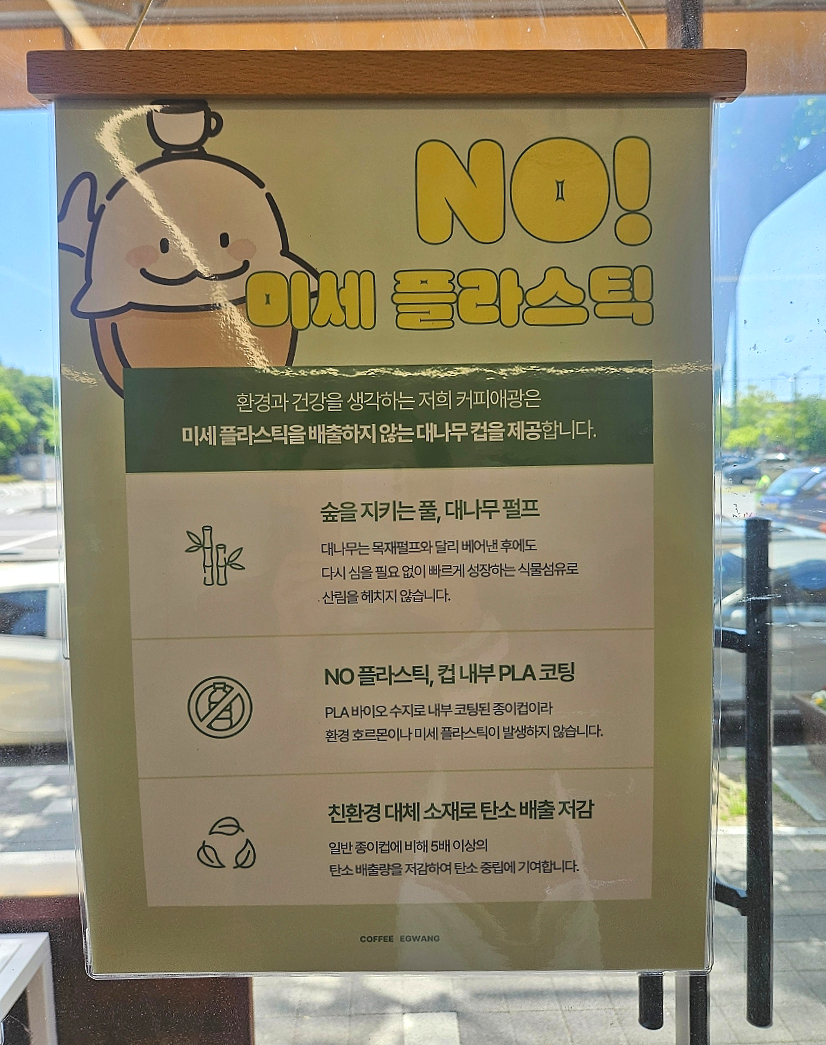 NO!
미세 플라스틱
환경과 건강을 생각하는 저희 커피애광은
미세 플라스틱을 배출하지 않는 대나무 컵을 제공합니다.
숲을 지키는 풀, 대나무 펄프
대나무는 목재펄프와 달리 베어낸 후에도
다시 심을 필요 없이 빠르게 성장하는 식물섬유로
산림을 헤치지 않습니다.
NO 플라스틱, 컵 내부 PLA 코팅
PLA 바이오 수지로 내부 코팅된 종이컵이라
환경 호르몬이나 미세 플라스틱이 발생하지 않습니다.
친환경 대체 소재로 탄소 배출 저감
일반 종이컵에 비해 5배 이상의
탄소 배출량을 저감하여 탄소 중립에 기여합니다.
COFFEE EGWANG